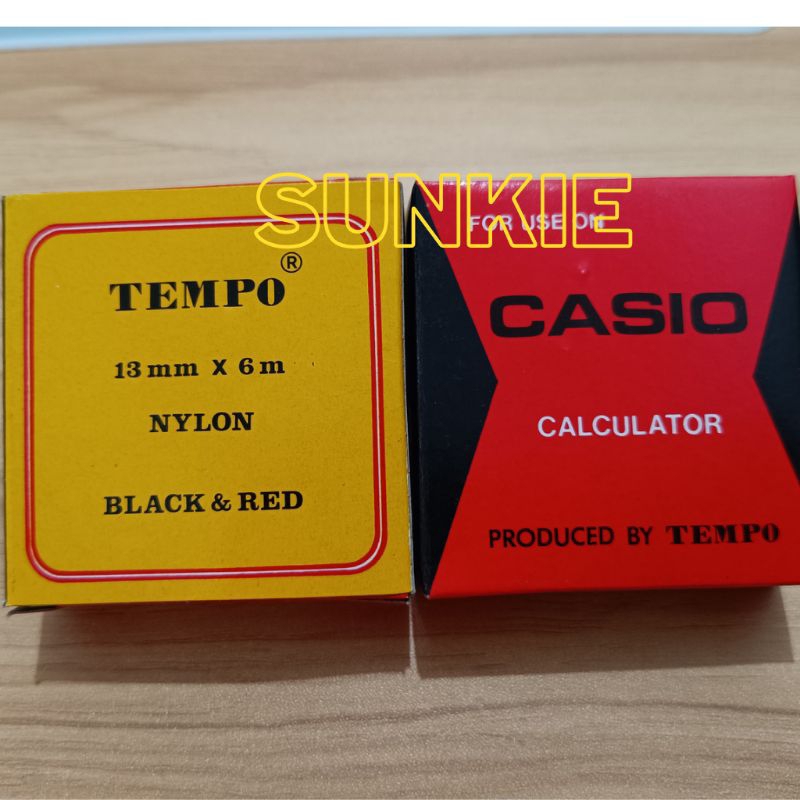 SUNKIE
TEMPO®
13 mm X 6 m
NYLON
BLACK & RED
FOR USE ON
CASIO
CALCULATOR
PRODUCED BY TEMPO